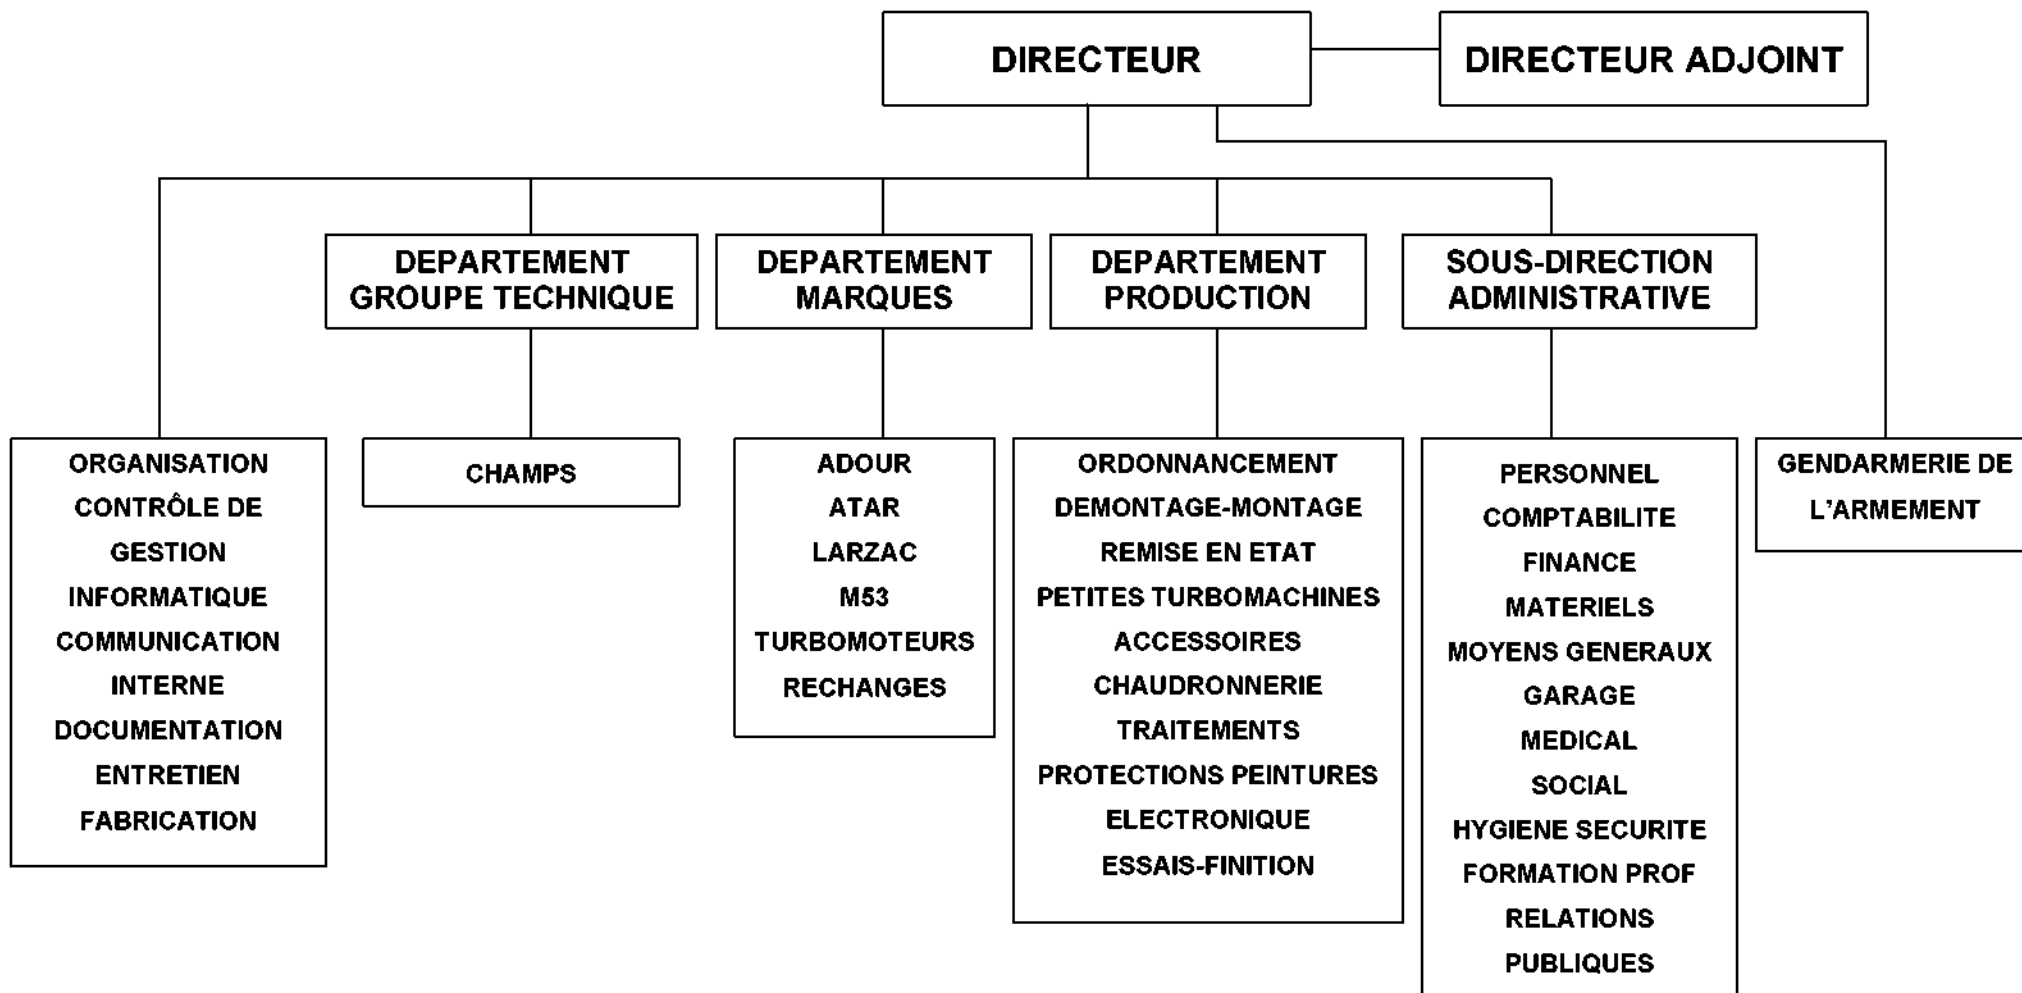 DIRECTEUR
DIRECTEUR ADJOINT
DEPARTEMENT
GROUPE TECHNIQUE
DEPARTEMENT
MARQUES
DEPARTEMENT
PRODUCTION
SOUS-DIRECTION
ADMINISTRATIVE
ORGANISATION
CONTRÔLE DE
GESTION
INFORMATIQUE
COMMUNICATION
INTERNE
DOCUMENTATION
ENTRETIEN
FABRICATION
CHAMPS
ADOUR
ATAR
LARZAC
M53
TURBOMOTEURS
RECHANGES
ORDONNANCEMENT
DEMONTAGE-MONTAGE
REMISE EN ETAT
PETITES TURBOMACHINES
ACCESSOIRES
CHAUDRONNERIE
TRAITEMENTS
PROTECTIONS PEINTURES
ELECTRONIQUE
ESSAIS-FINITION
PERSONNEL
COMPTABILITE
FINANCE
MATERIELS
MOYENS GENERAUX
GARAGE
MEDICAL
SOCIAL
HYGIENE SECURITE
FORMATION PROF
RELATIONS
PUBLIQUES
GENDARMERIE DE
L'ARMEMENT